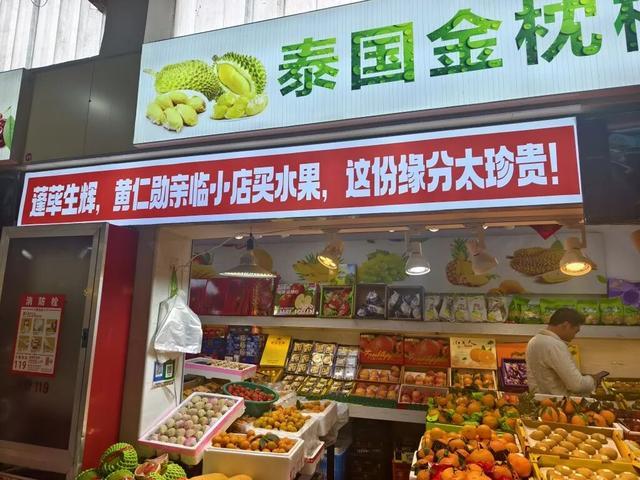 泰国金枕
蓬荜生辉，黄仁勋亲临小店买水果，这份缘分太珍贵！
消防栓
119 119